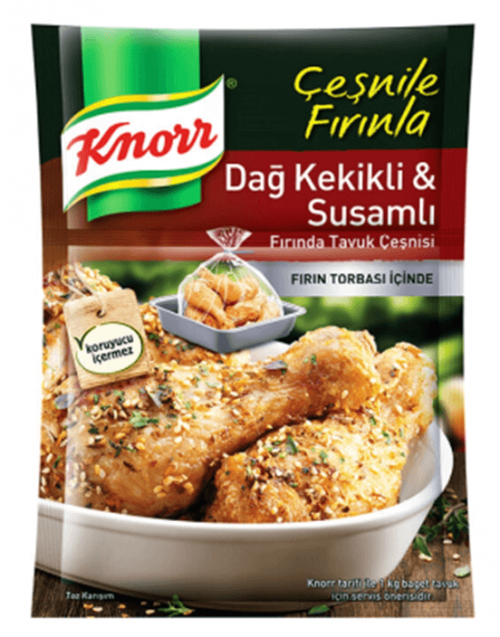 Knorr
®
Çeşnile
Fırınla
Dağ Kekikli &
Susamlı
Fırında Tavuk Çeşnisi
FIRIN TORBASI İÇİNDE
koruyucu
içermez
Knorr tarifi ile 1 kg baget tavuk
için servis önerisidir.
Toz Karışım